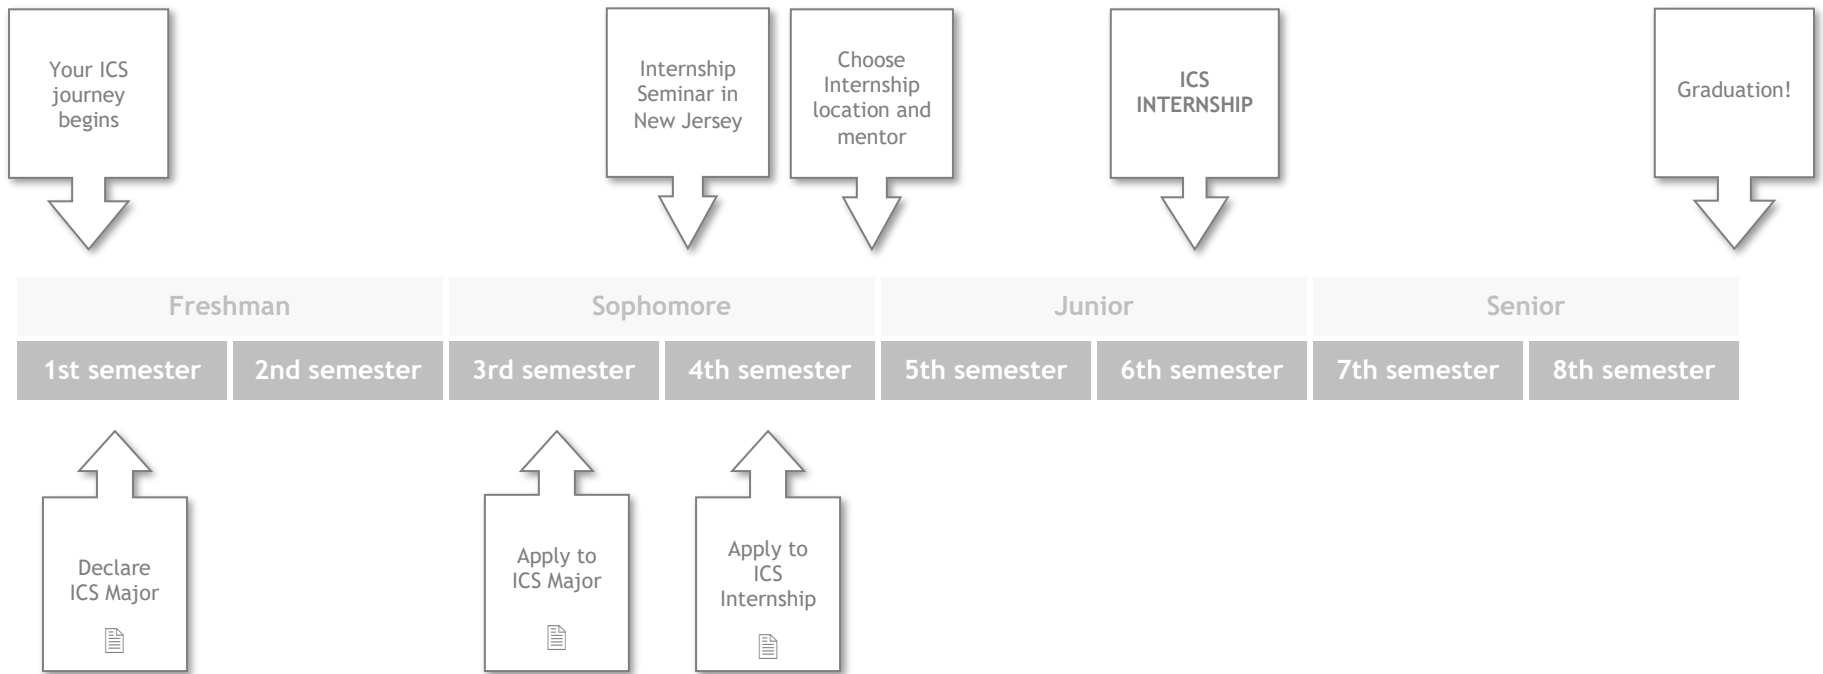 Your ICS
journey
begins
Internship
Seminar in
New Jersey
Choose
Internship
location and
mentor
ICS
INTERNSHIP
Graduation!
Freshman
Sophomore
Junior
Senior
1st semester
2nd semester
3rd semester
4th semester
5th semester
6th semester
7th semester
8th semester
Declare
ICS Major
Apply to
ICS Major
Apply to
ICS
Internship